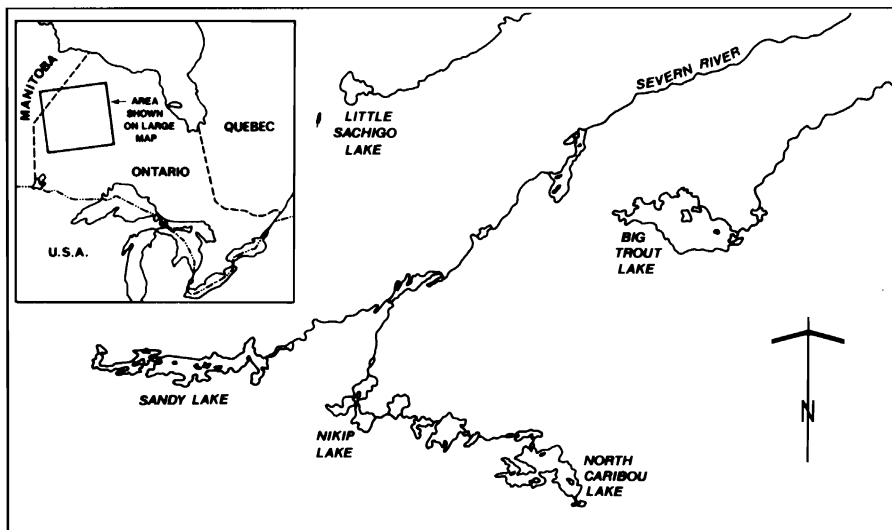 MANITOBA
AREA
SHOWN
ON LARGE
MAP
QUEBEC
ONTARIO
U.S.A.
LITTLE
SACHIGO
LAKE
SEVERN RIVER
BIG
TROUT
LAKE
SANDY LAKE
NIKIP
LAKE
NORTH
CARIBOU
LAKE
N